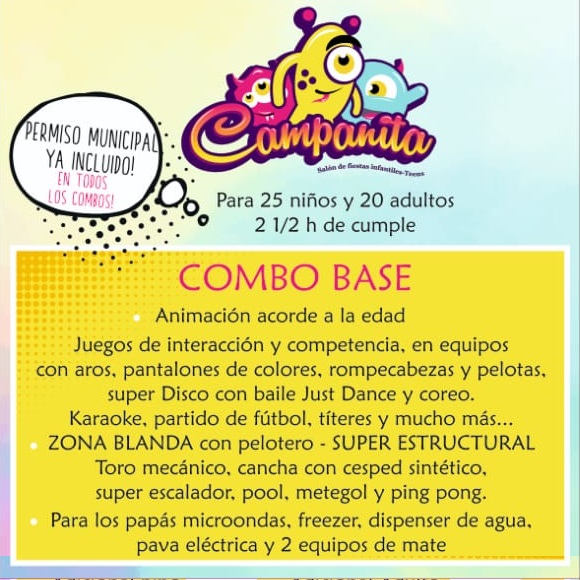 Campanita
Salón de fiestas infantiles-Teens
PERMISO MUNICIPAL
YA INCLUIDO!
EN TODOS
LOS COMBOS!
Para 25 niños y 20 adultos
2 1/2 h de cumple
COMBO BASE
• Animación acorde a la edad
Juegos de interacción y competencia, en equipos
con aros, pantalones de colores, rompecabezas y pelotas,
super Disco con baile Just Dance y coreo.
Karaoke, partido de fútbol, títeres y mucho más...
• ZONA BLANDA con pelotero - SUPER ESTRUCTURAL
Toro mecánico, cancha con cesped sintético,
super escalador, pool, metegol y ping pong.
• Para los papás microondas, freezer, dispenser de agua,
pava eléctrica y 2 equipos de mate